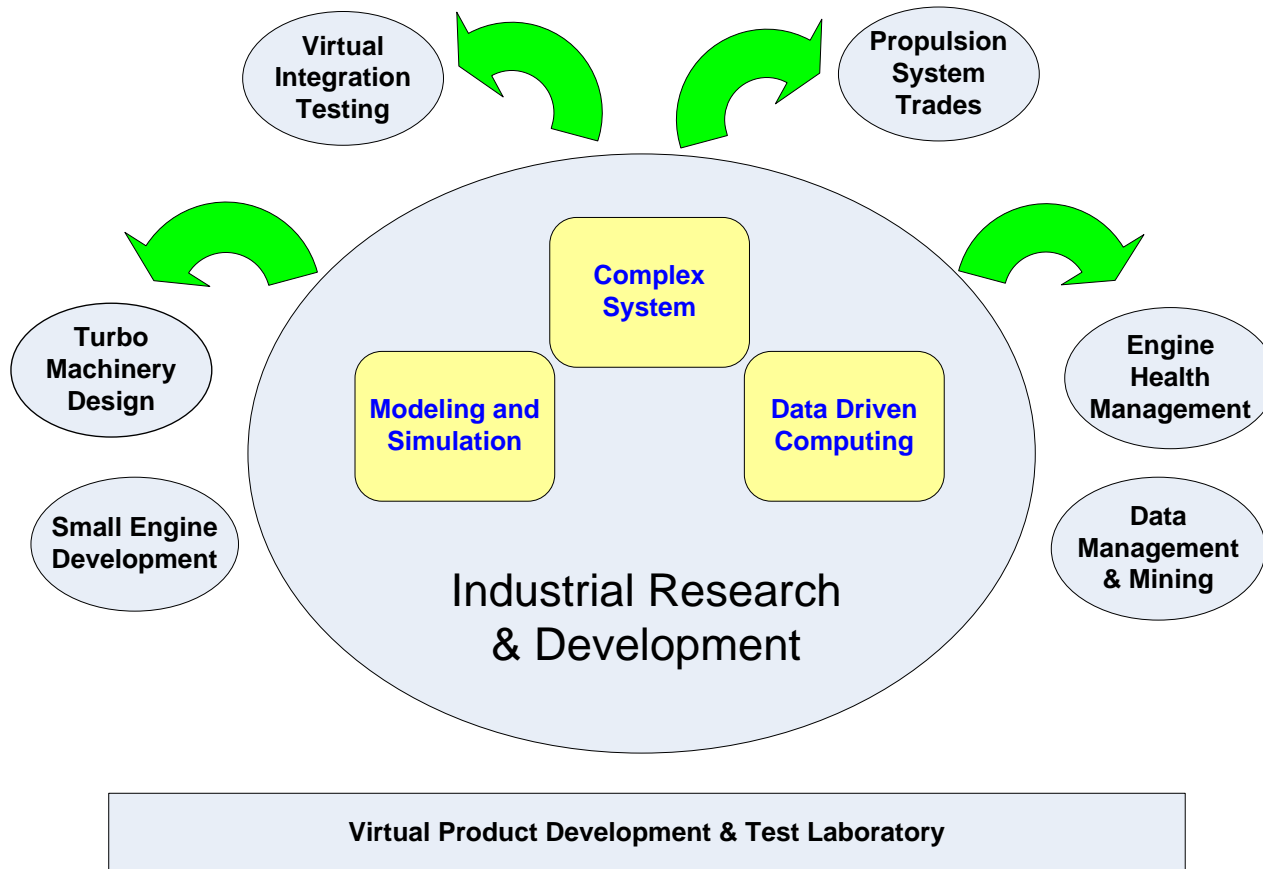 Virtual
Integration
Testing
Propulsion
System
Trades
Complex
System
Turbo
Machinery
Design
Modeling and
Simulation
Data Driven
Computing
Engine
Health
Management
Small Engine
Development
Data
Management
& Mining
Industrial Research
& Development
Virtual Product Development & Test Laboratory